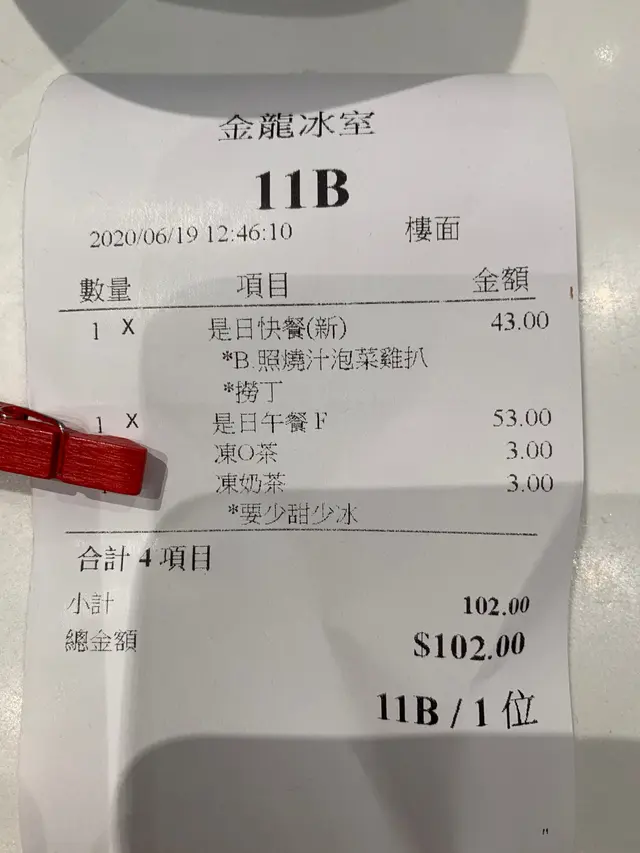 金龍冰室
11B
2020/06/19 12:46:10 樓面
數量 項目 金額
1 X 是日快餐(新) 43.00
*B.照燒汁泡菜雞扒
*撈丁
1 X 是日午餐 F 53.00
凍O茶 3.00
凍奶茶 3.00
*要少甜少冰
合計 4 項目
小計 102.00
總金額 $102.00
11B / 1 位